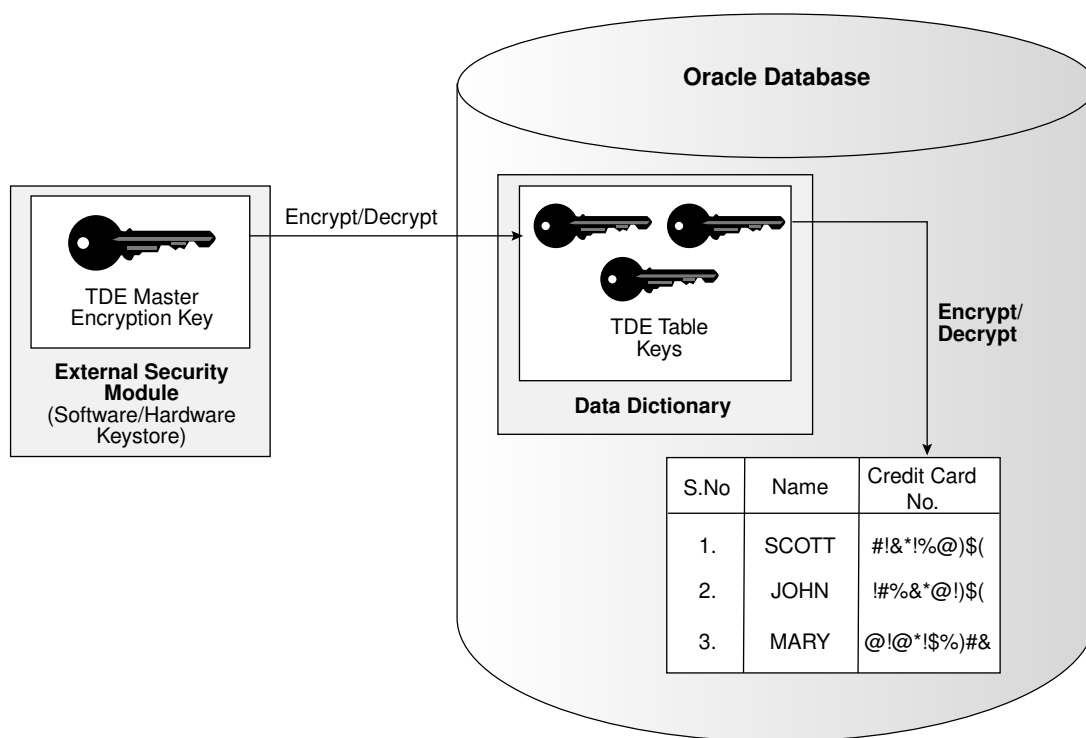 Oracle Database
Encrypt/Decrypt
TDE Master
Encryption Key
External Security
Module
(Software/Hardware
Keystore)
TDE Table
Keys
Data Dictionary
Encrypt/
Decrypt
S.No Name Credit Card
No.
1. SCOTT #!&*!%@)$(
2. JOHN !#%&*@!)$(
3. MARY @!@*!$%)#&